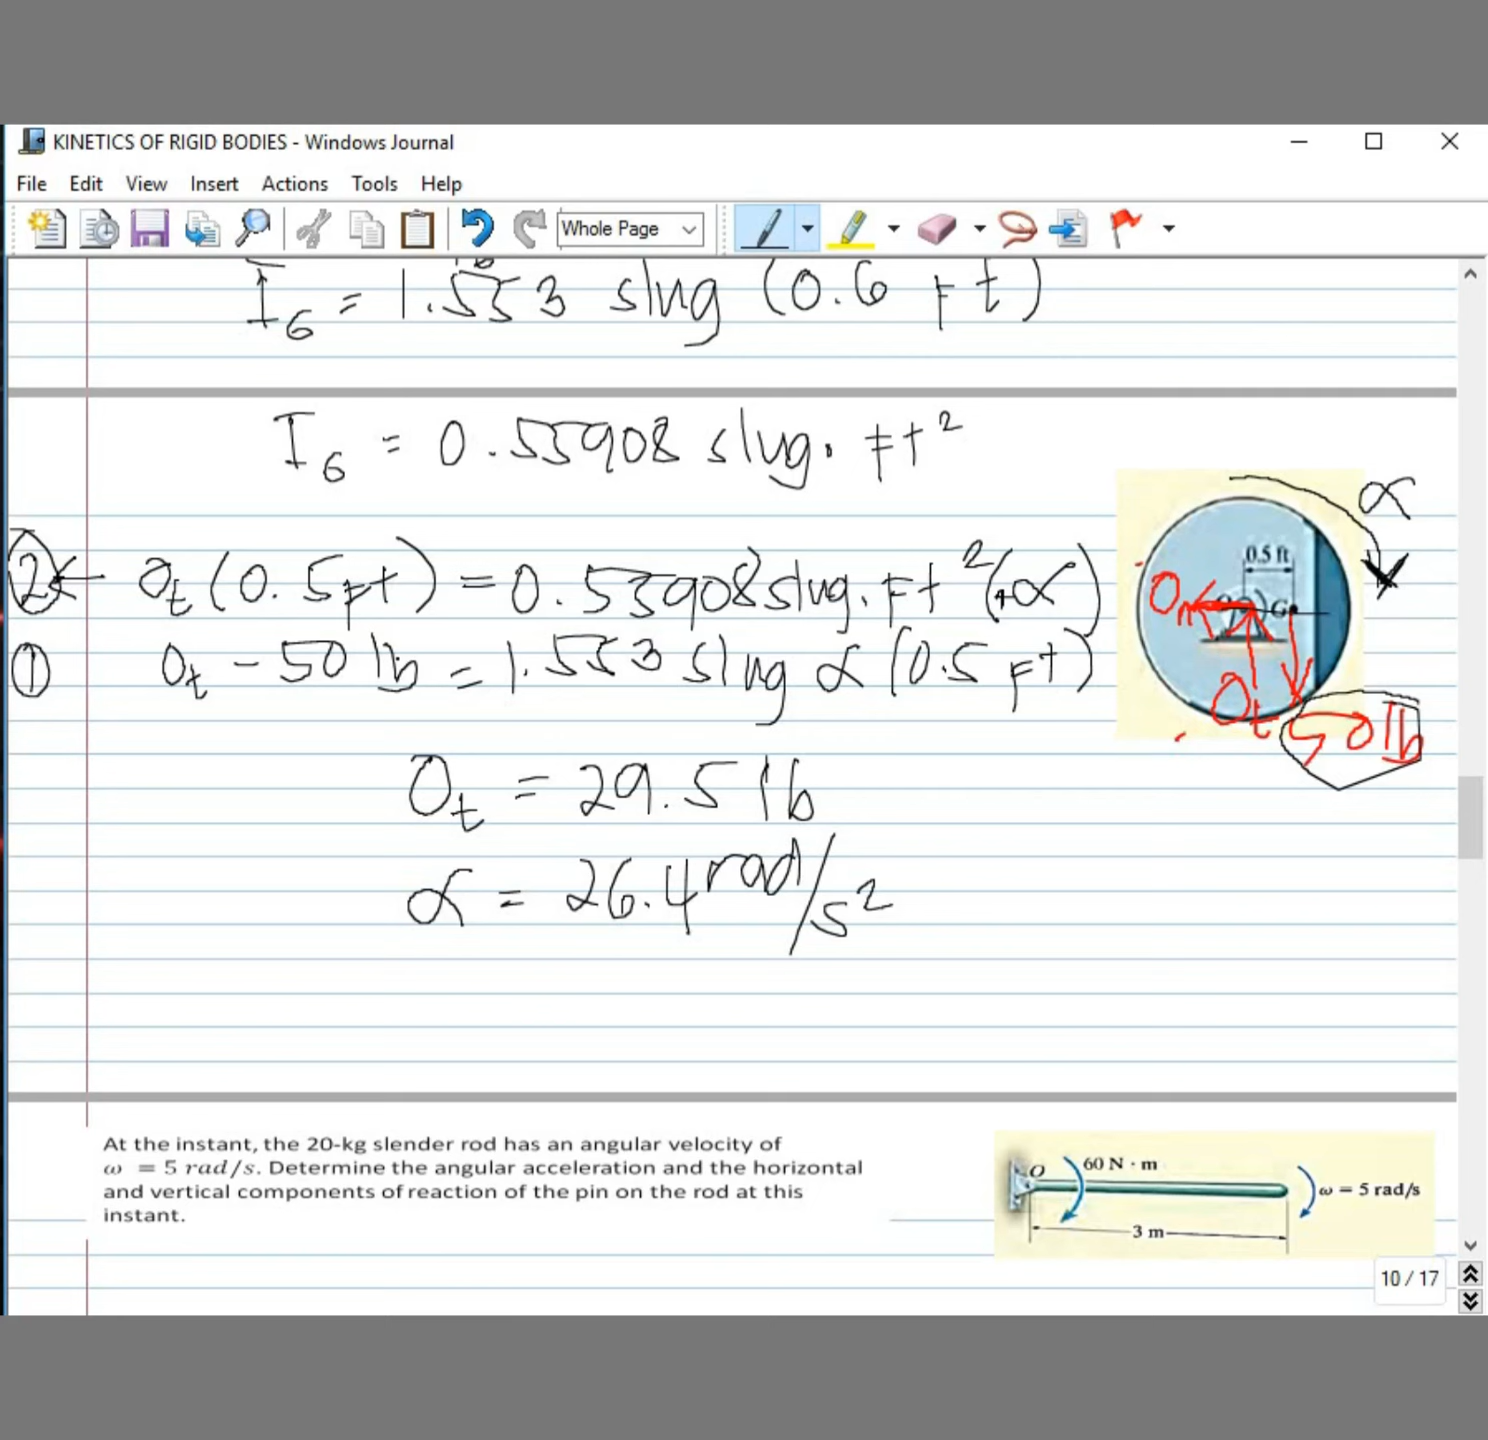 KINETICS OF RIGID BODIES - Windows Journal
File Edit View Insert Actions Tools Help
Whole Page
I_G = 1.553 slug (0.6 Ft)
I_G = 0.55908 slug. Ft²
② ← O_t (0.5 Ft) = 0.55908 slug. Ft² (+α)
① O_t - 50 lb = 1.553 slug α (0.5 Ft)
O_t = 29.5 lb
α = 26.4 rad/s²
α
0.5 ft
O_n
G
O_t
50 lb
At the instant, the 20-kg slender rod has an angular velocity of
ω = 5 rad/s. Determine the angular acceleration and the horizontal
and vertical components of reaction of the pin on the rod at this
instant.
O
60 N · m
ω = 5 rad/s
3 m
10 / 17